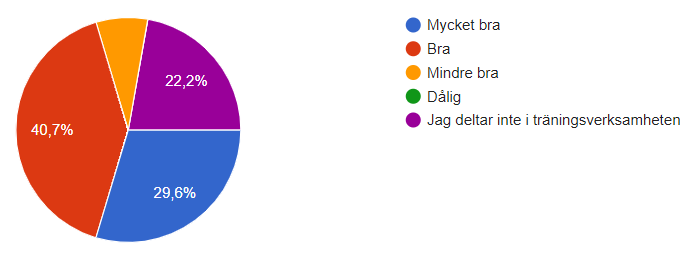 Mycket bra
Bra
Mindre bra
Dålig
Jag deltar inte i träningsverksamheten
22,2%
40,7%
29,6%